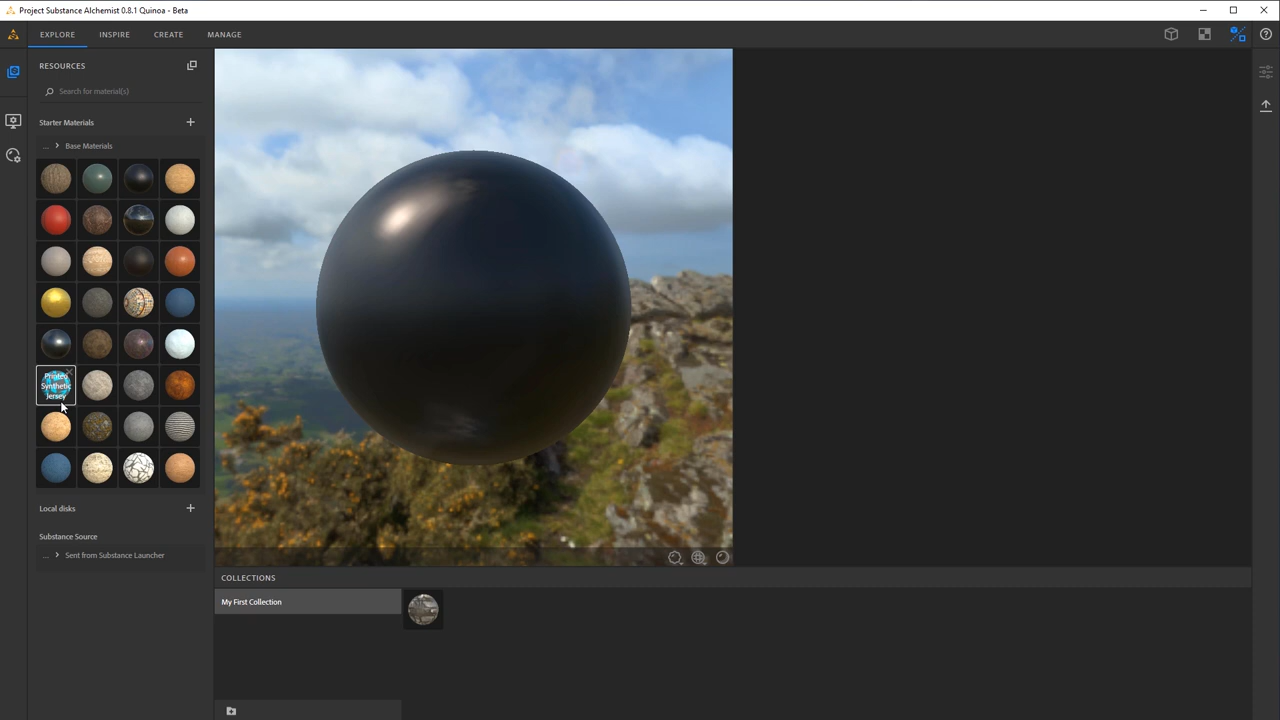 Project Substance Alchemist 0.8.1 Quinoa - Beta
EXPLORE
INSPIRE
CREATE
MANAGE
RESOURCES
Search for material(s)
Starter Materials
... Base Materials
Printed
Synthetic
Jersey
Local disks
Substance Source
... Sent from Substance Launcher
COLLECTIONS
My First Collection